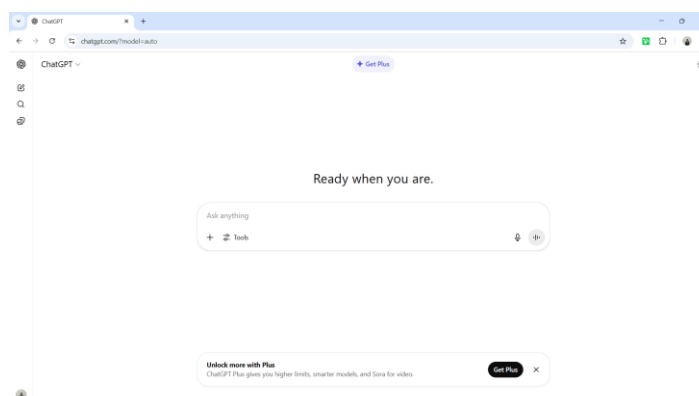 ChatGPT
chatgpt.com/?model=auto
ChatGPT
Get Plus
Ready when you are.
Ask anything
Tools
Unlock more with Plus
ChatGPT Plus gives you higher limits, smarter models, and Sora for video.
Get Plus